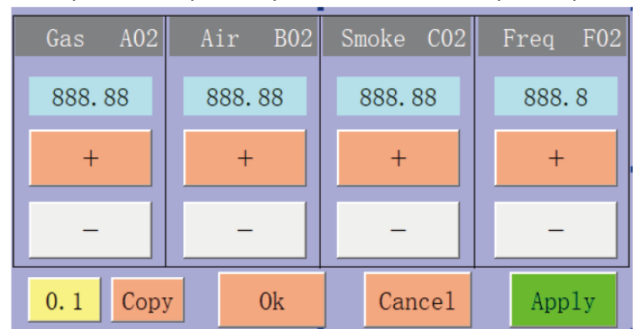 Gas A02 Air B02 Smoke C02 Freq F02
888.88 888.88 888.88 888.8
+ + + +
− − − −
0.1 Copy Ok Cancel Apply